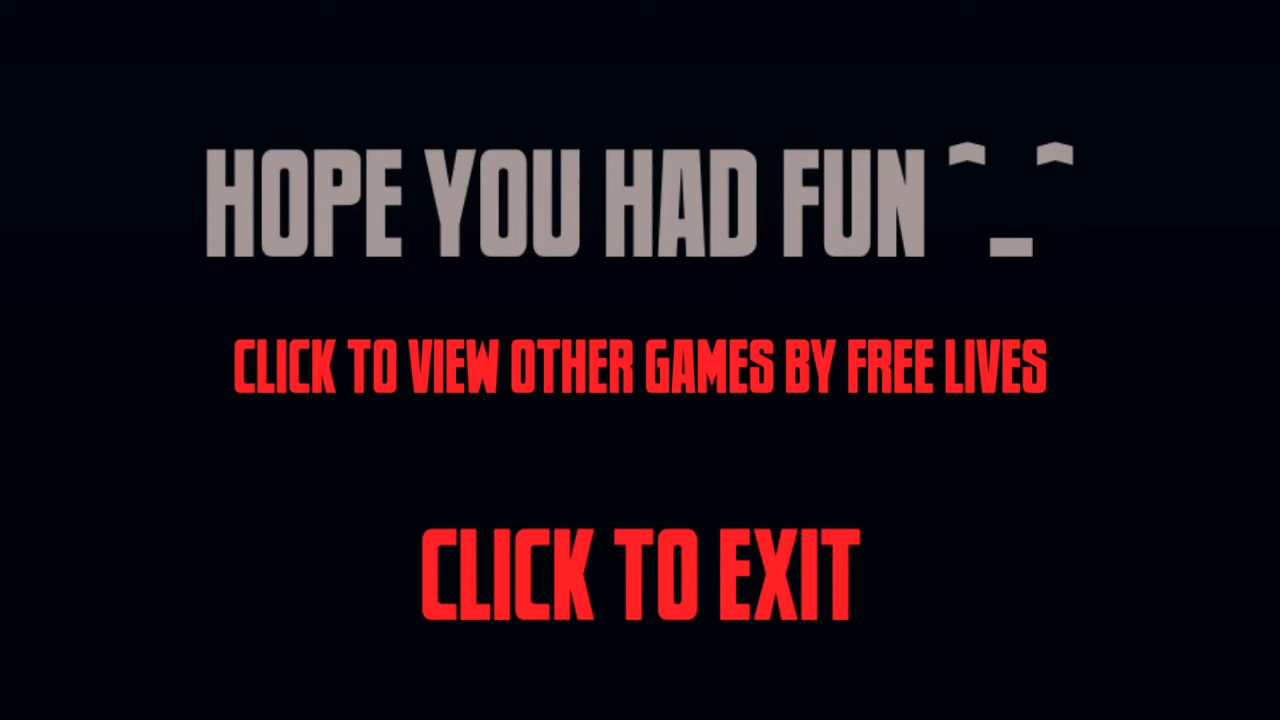 HOPE YOU HAD FUN ^_^
CLICK TO VIEW OTHER GAMES BY FREE LIVES
CLICK TO EXIT